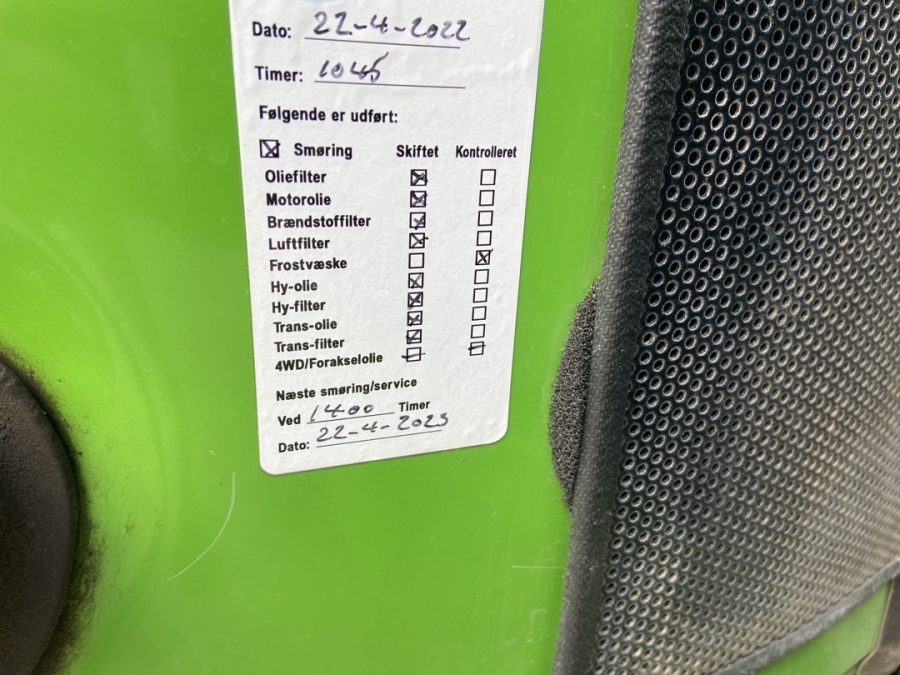 Dato: 22-4-2022
Timer: 1045
Følgende er udført:
Smøring Skiftet Kontrolleret
Oliefilter
Motorolie
Brændstoffilter
Luftfilter
Frostvæske
Hy-olie
Hy-filter
Trans-olie
Trans-filter
4WD/Forakselolie
Næste smøring/service
Ved 1400 Timer
Dato: 22-4-2023